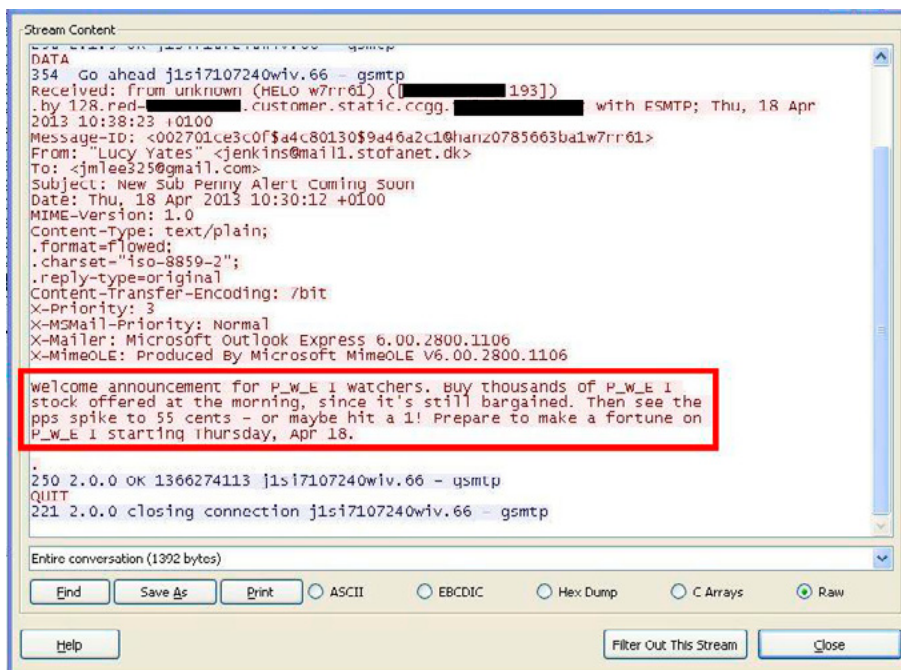 Stream Content
DATA
354  Go ahead j1si7107240wiv.66 - gsmtp
Received: from unknown (HELO w7rr61) ([ 193])
.by 128.red- .customer.static.ccgg. with ESMTP; Thu, 18 Apr
2013 10:38:23 +0100
Message-ID: <002701ce3c0f$a4c80130$9a46a2c1@hanz0785663ba1w7rr61>
From: "Lucy Yates" <jenkins@mail1.stofanet.dk>
To: <jmlee325@gmail.com>
Subject: New Sub Penny Alert Coming Soon
Date: Thu, 18 Apr 2013 10:30:12 +0100
MIME-Version: 1.0
Content-Type: text/plain;
.format=flowed;
.charset="iso-8859-2";
.reply-type=original
Content-Transfer-Encoding: 7bit
X-Priority: 3
X-MSMail-Priority: Normal
X-Mailer: Microsoft Outlook Express 6.00.2800.1106
X-MimeOLE: Produced By Microsoft MimeOLE V6.00.2800.1106
Welcome announcement for P_W_E I watchers. Buy thousands of P_W_E I
stock offered at the morning, since it's still bargained. Then see the
pps spike to 55 cents - or maybe hit a 1! Prepare to make a fortune on
P_W_E I starting Thursday, Apr 18.
.
250 2.0.0 OK 1366274113 j1si7107240wiv.66 - gsmtp
QUIT
221 2.0.0 closing connection j1si7107240wiv.66 - gsmtp
Entire conversation (1392 bytes)
Find Save As Print ASCII EBCDIC Hex Dump C Arrays Raw
Help Filter Out This Stream Close